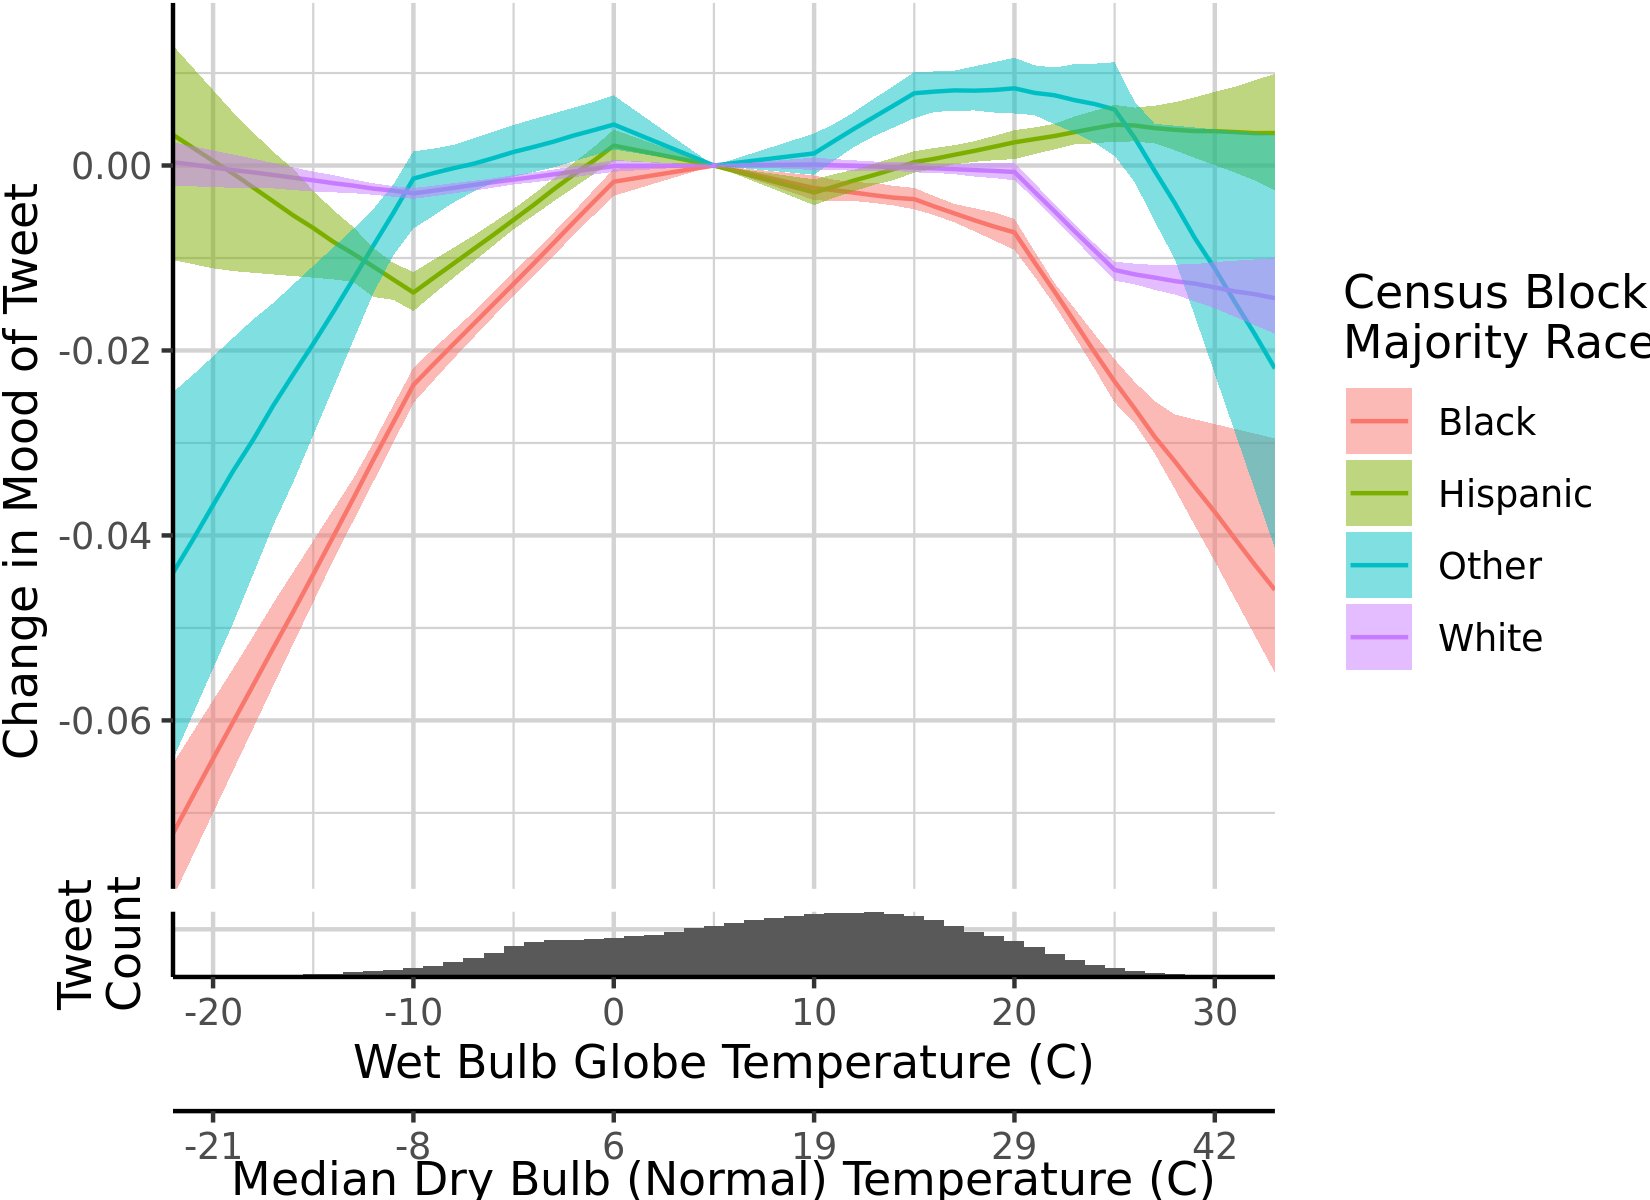 Change in Mood of Tweet
0.00
-0.02
-0.04
-0.06
Census Block
Majority Race
Black
Hispanic
Other
White
Tweet
Count
-20 -10 0 10 20 30
Wet Bulb Globe Temperature (C)
-21 -8 6 19 29 42
Median Dry Bulb (Normal) Temperature (C)